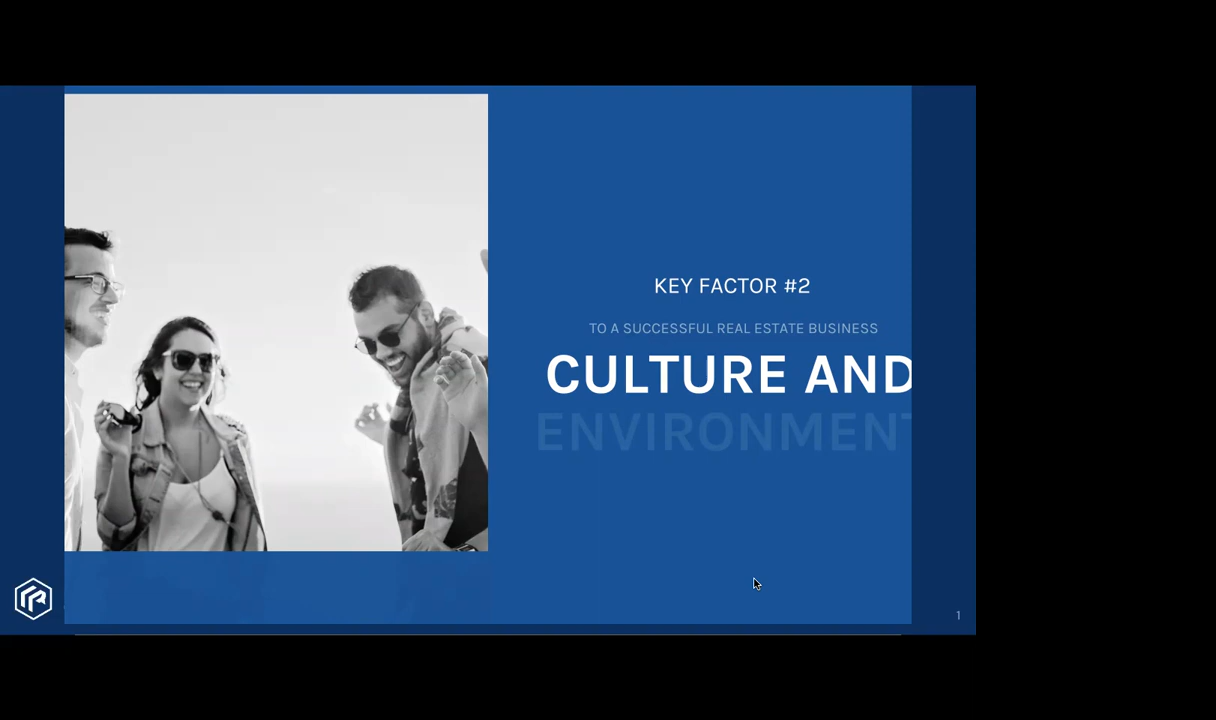 KEY FACTOR #2
TO A SUCCESSFUL REAL ESTATE BUSINESS
CULTURE AND
ENVIRONMENT
1